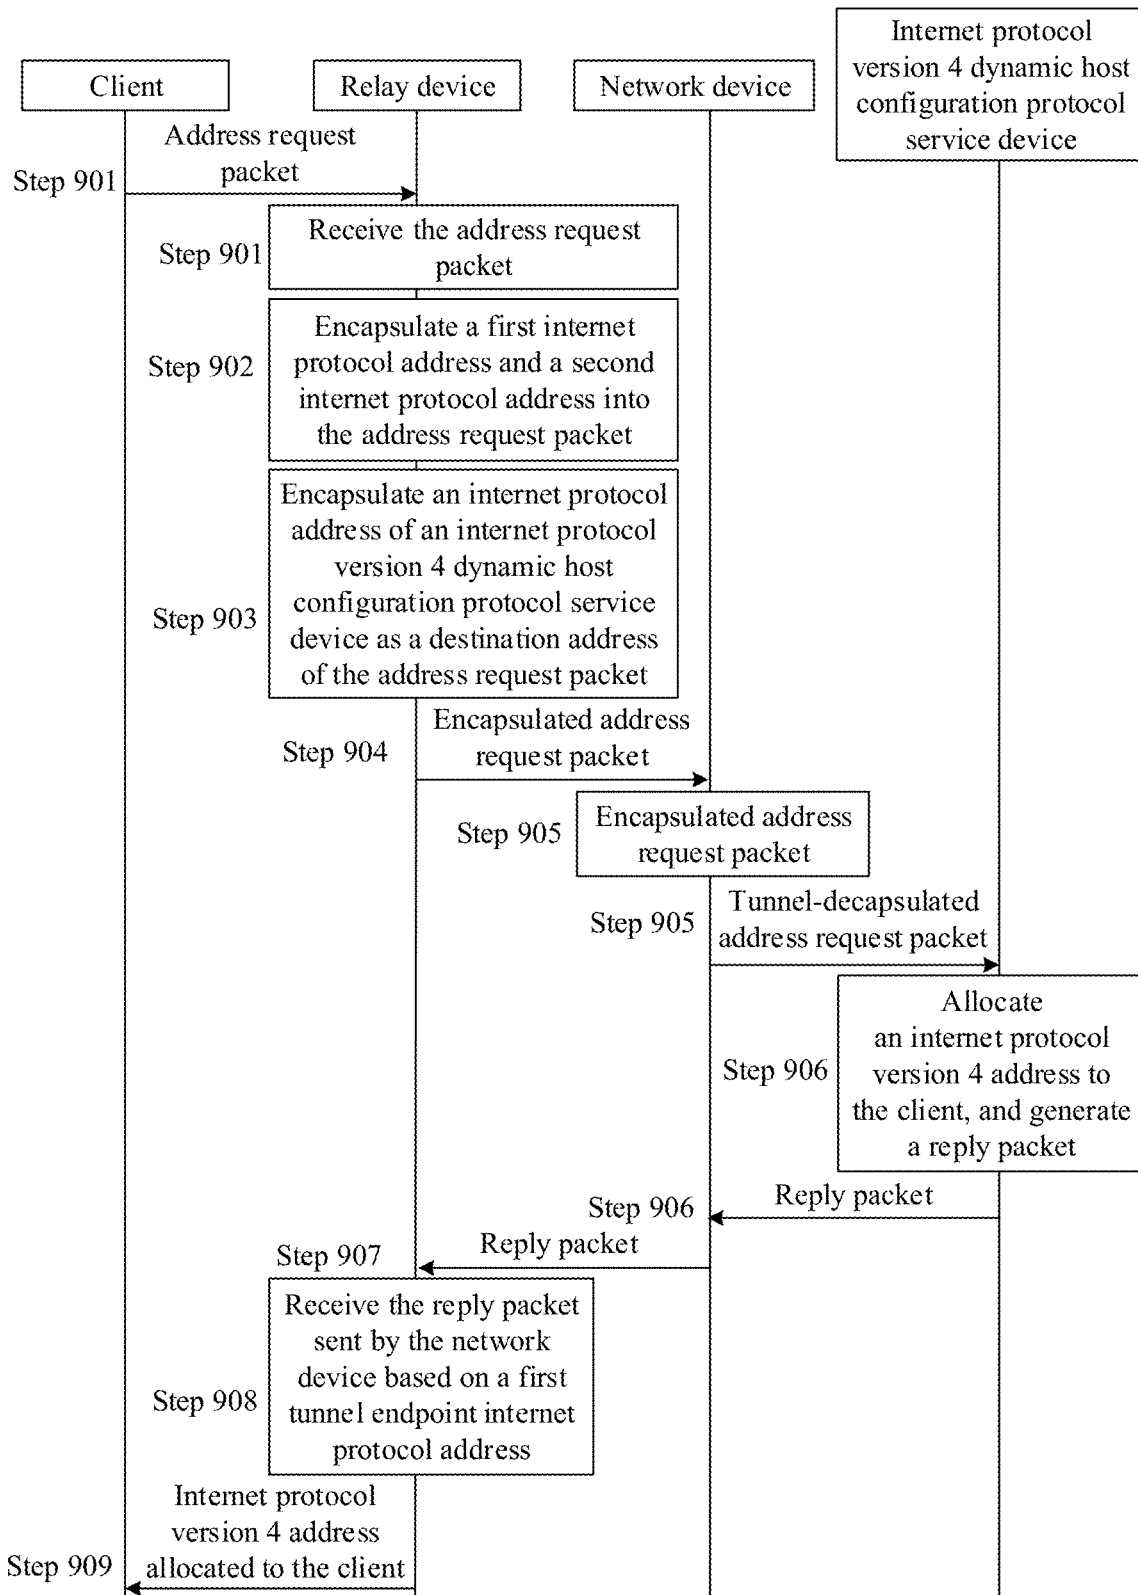 Internet protocol
version 4 dynamic host
configuration protocol
service device
Client
Relay device
Network device
Address request
packet
Step 901
Receive the address request
packet
Step 901
Encapsulate a first internet
protocol address and a second
internet protocol address into
the address request packet
Step 902
Encapsulate an internet protocol
address of an internet protocol
version 4 dynamic host
configuration protocol service
device as a destination address
of the address request packet
Step 903
Encapsulated address
request packet
Step 904
Encapsulated address
request packet
Step 905
Tunnel-decapsulated
address request packet
Step 905
Allocate
an internet protocol
version 4 address to
the client, and generate
a reply packet
Step 906
Reply packet
Step 906
Reply packet
Step 907
Receive the reply packet
sent by the network
device based on a first
tunnel endpoint internet
protocol address
Step 908
Internet protocol
version 4 address
allocated to the client
Step 909